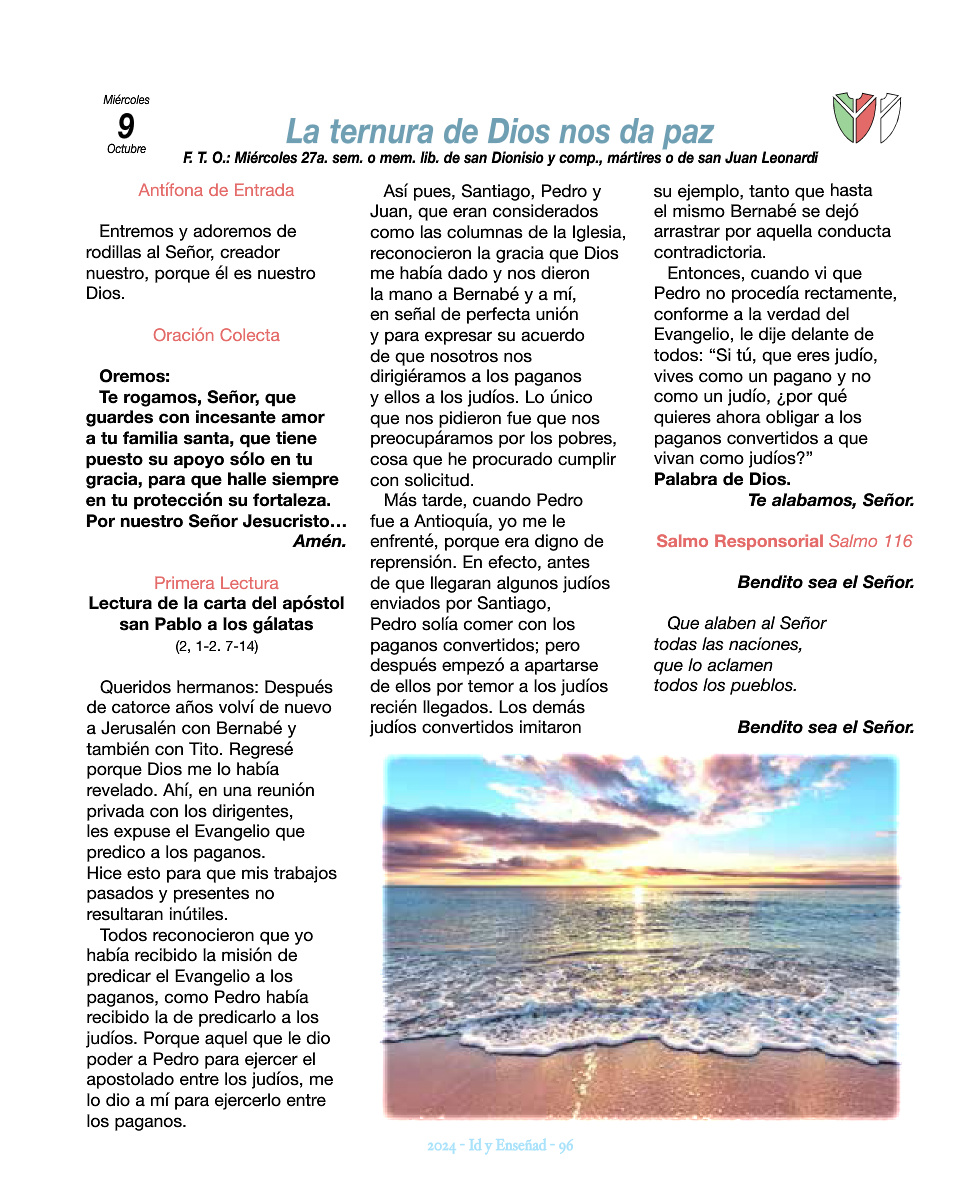 Miércoles
9
Octubre
La ternura de Dios nos da paz
F. T. O.: Miércoles 27a. sem. o mem. lib. de san Dionisio y comp., mártires o de san Juan Leonardi
Antífona de Entrada
Entremos y adoremos de
rodillas al Señor, creador
nuestro, porque él es nuestro
Dios.
Oración Colecta
Oremos:
Te rogamos, Señor, que
guardes con incesante amor
a tu familia santa, que tiene
puesto su apoyo sólo en tu
gracia, para que halle siempre
en tu protección su fortaleza.
Por nuestro Señor Jesucristo…
Amén.
Primera Lectura
Lectura de la carta del apóstol
san Pablo a los gálatas
(2, 1-2. 7-14)
Queridos hermanos: Después
de catorce años volví de nuevo
a Jerusalén con Bernabé y
también con Tito. Regresé
porque Dios me lo había
revelado. Ahí, en una reunión
privada con los dirigentes,
les expuse el Evangelio que
predico a los paganos.
Hice esto para que mis trabajos
pasados y presentes no
resultaran inútiles.
Todos reconocieron que yo
había recibido la misión de
predicar el Evangelio a los
paganos, como Pedro había
recibido la de predicarlo a los
judíos. Porque aquel que le dio
poder a Pedro para ejercer el
apostolado entre los judíos, me
lo dio a mí para ejercerlo entre
los paganos.
Así pues, Santiago, Pedro y
Juan, que eran considerados
como las columnas de la Iglesia,
reconocieron la gracia que Dios
me había dado y nos dieron
la mano a Bernabé y a mí,
en señal de perfecta unión
y para expresar su acuerdo
de que nosotros nos
dirigiéramos a los paganos
y ellos a los judíos. Lo único
que nos pidieron fue que nos
preocupáramos por los pobres,
cosa que he procurado cumplir
con solicitud.
Más tarde, cuando Pedro
fue a Antioquía, yo me le
enfrenté, porque era digno de
reprensión. En efecto, antes
de que llegaran algunos judíos
enviados por Santiago,
Pedro solía comer con los
paganos convertidos; pero
después empezó a apartarse
de ellos por temor a los judíos
recién llegados. Los demás
judíos convertidos imitaron
su ejemplo, tanto que hasta
el mismo Bernabé se dejó
arrastrar por aquella conducta
contradictoria.
Entonces, cuando vi que
Pedro no procedía rectamente,
conforme a la verdad del
Evangelio, le dije delante de
todos: “Si tú, que eres judío,
vives como un pagano y no
como un judío, ¿por qué
quieres ahora obligar a los
paganos convertidos a que
vivan como judíos?”
Palabra de Dios.
Te alabamos, Señor.
Salmo Responsorial Salmo 116
Bendito sea el Señor.
Que alaben al Señor
todas las naciones,
que lo aclamen
todos los pueblos.
Bendito sea el Señor.
2024 - Id y Enseñad - 96